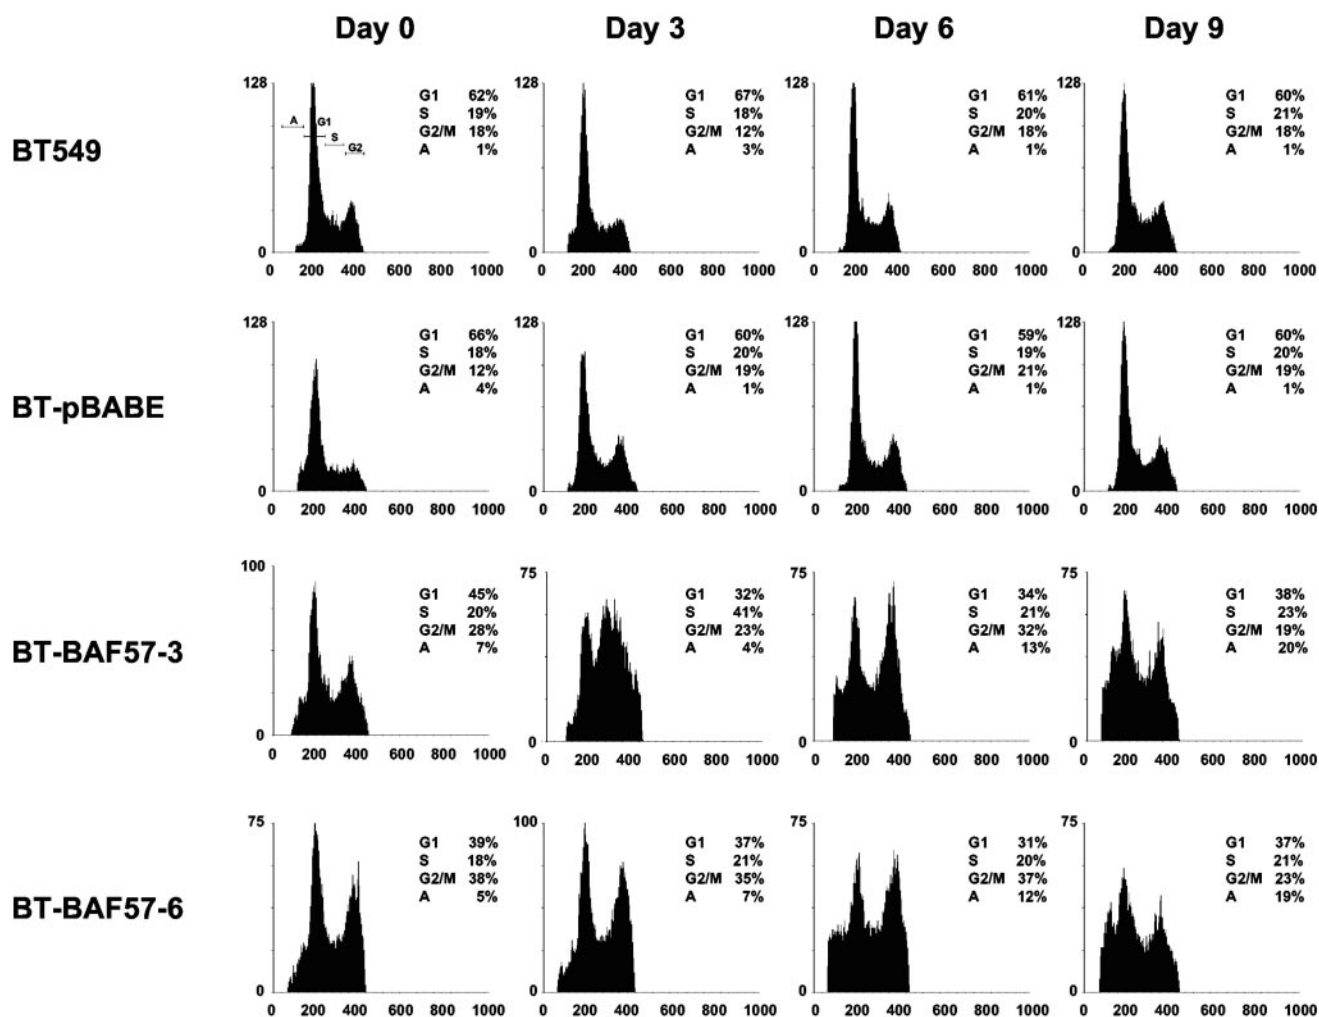 Day 0 Day 3 Day 6 Day 9
BT549
128
0
0 200 400 600 800 1000
A
G1
S
G2
G1 62%
S 19%
G2/M 18%
A 1%
128
0
0 200 400 600 800 1000
G1 67%
S 18%
G2/M 12%
A 3%
128
0
0 200 400 600 800 1000
G1 61%
S 20%
G2/M 18%
A 1%
128
0
0 200 400 600 800 1000
G1 60%
S 21%
G2/M 18%
A 1%
BT-pBABE
128
0
0 200 400 600 800 1000
G1 66%
S 18%
G2/M 12%
A 4%
128
0
0 200 400 600 800 1000
G1 60%
S 20%
G2/M 19%
A 1%
128
0
0 200 400 600 800 1000
G1 59%
S 19%
G2/M 21%
A 1%
128
0
0 200 400 600 800 1000
G1 60%
S 20%
G2/M 19%
A 1%
BT-BAF57-3
100
0
0 200 400 600 800 1000
G1 45%
S 20%
G2/M 28%
A 7%
75
0
0 200 400 600 800 1000
G1 32%
S 41%
G2/M 23%
A 4%
75
0
0 200 400 600 800 1000
G1 34%
S 21%
G2/M 32%
A 13%
75
0
0 200 400 600 800 1000
G1 38%
S 23%
G2/M 19%
A 20%
BT-BAF57-6
75
0
0 200 400 600 800 1000
G1 39%
S 18%
G2/M 38%
A 5%
100
0
0 200 400 600 800 1000
G1 37%
S 21%
G2/M 35%
A 7%
75
0
0 200 400 600 800 1000
G1 31%
S 20%
G2/M 37%
A 12%
75
0
0 200 400 600 800 1000
G1 37%
S 21%
G2/M 23%
A 19%